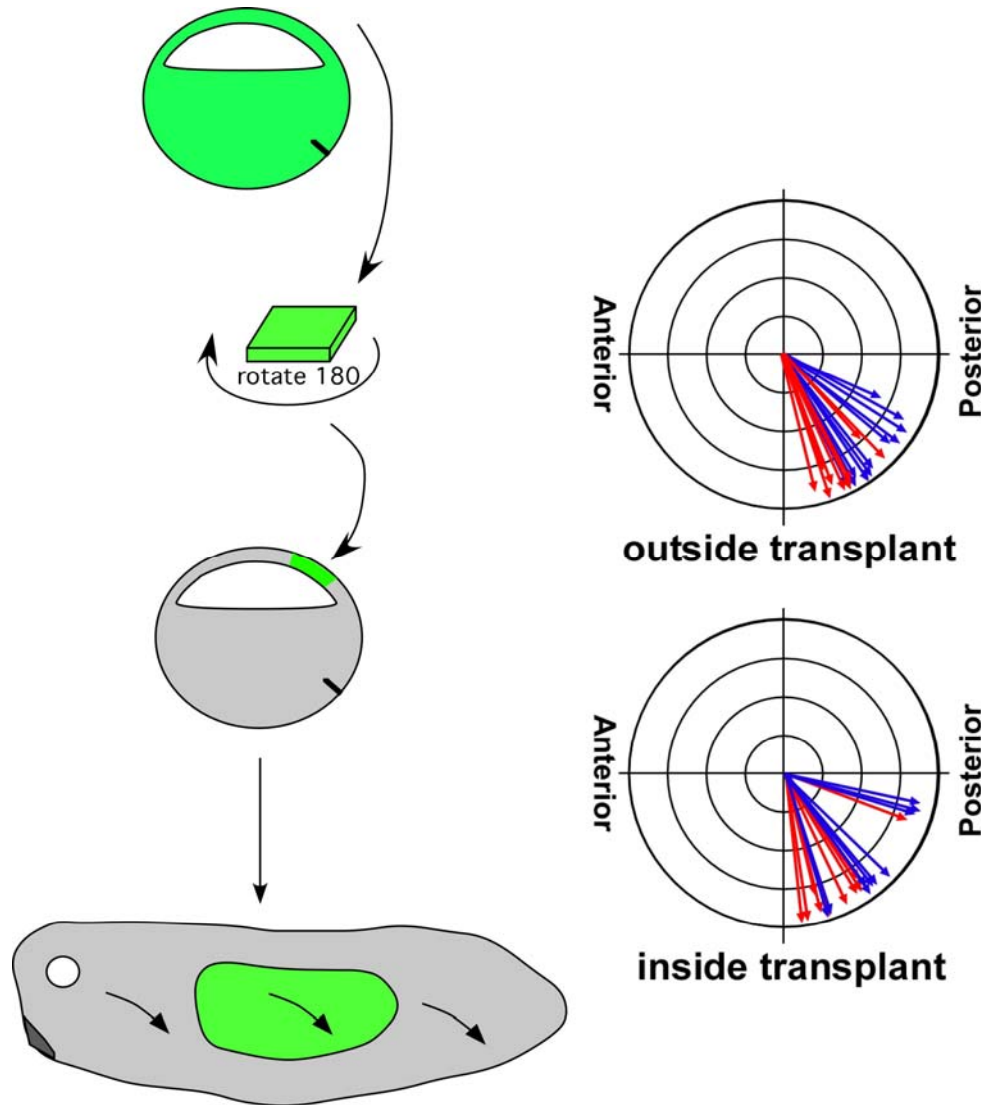 rotate 180
Anterior
Posterior
outside transplant
Anterior
Posterior
inside transplant